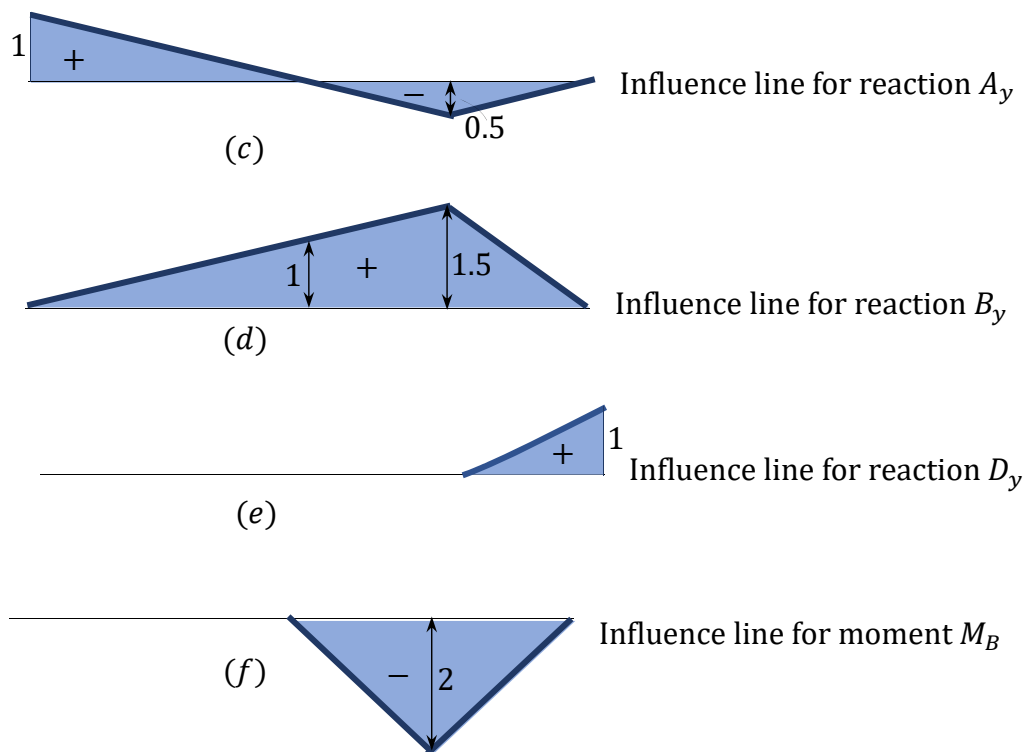 1
+
−
0.5
Influence line for reaction A_y
(c)
1
+
1.5
Influence line for reaction B_y
(d)
+
1
Influence line for reaction D_y
(e)
−
2
Influence line for moment M_B
(f)